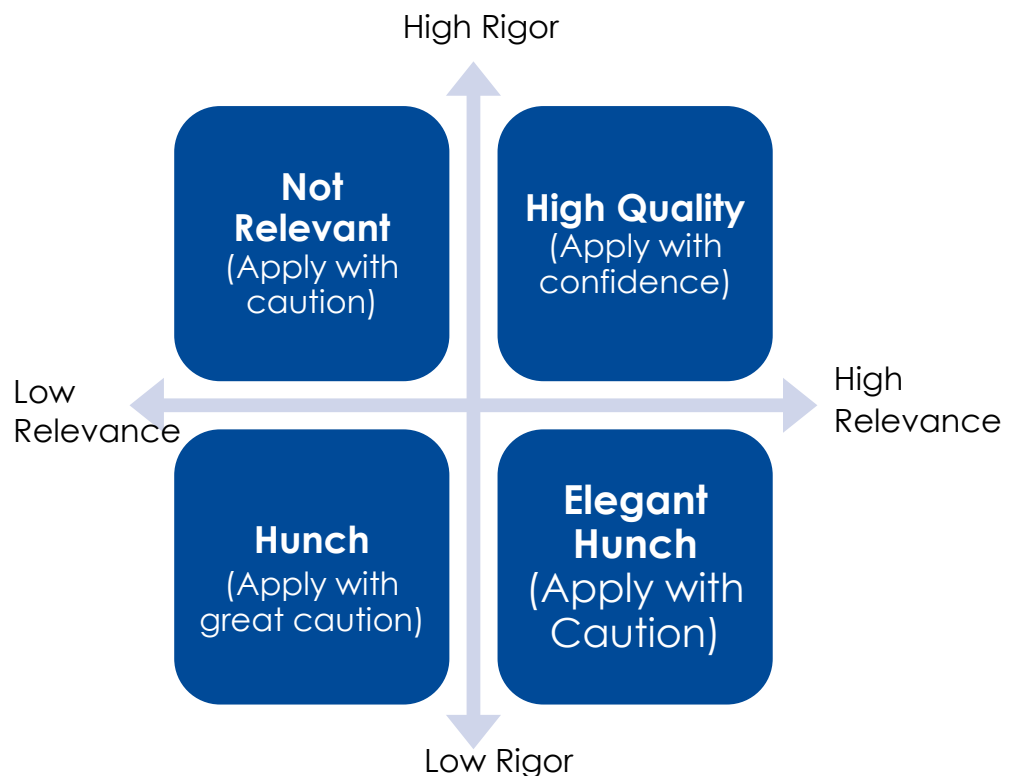 High Rigor
Not
Relevant
(Apply with
caution)
High Quality
(Apply with
confidence)
Low
Relevance
High
Relevance
Hunch
(Apply with
great caution)
Elegant
Hunch
(Apply with
Caution)
Low Rigor